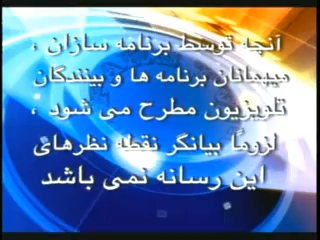 آنچه توسط برنامه سازان ،
میهمانان برنامه ها و بینندگان
تلویزیون مطرح می شود ،
لزوماً بیانگر نقطه نظرهای
این رسانه نمی باشد